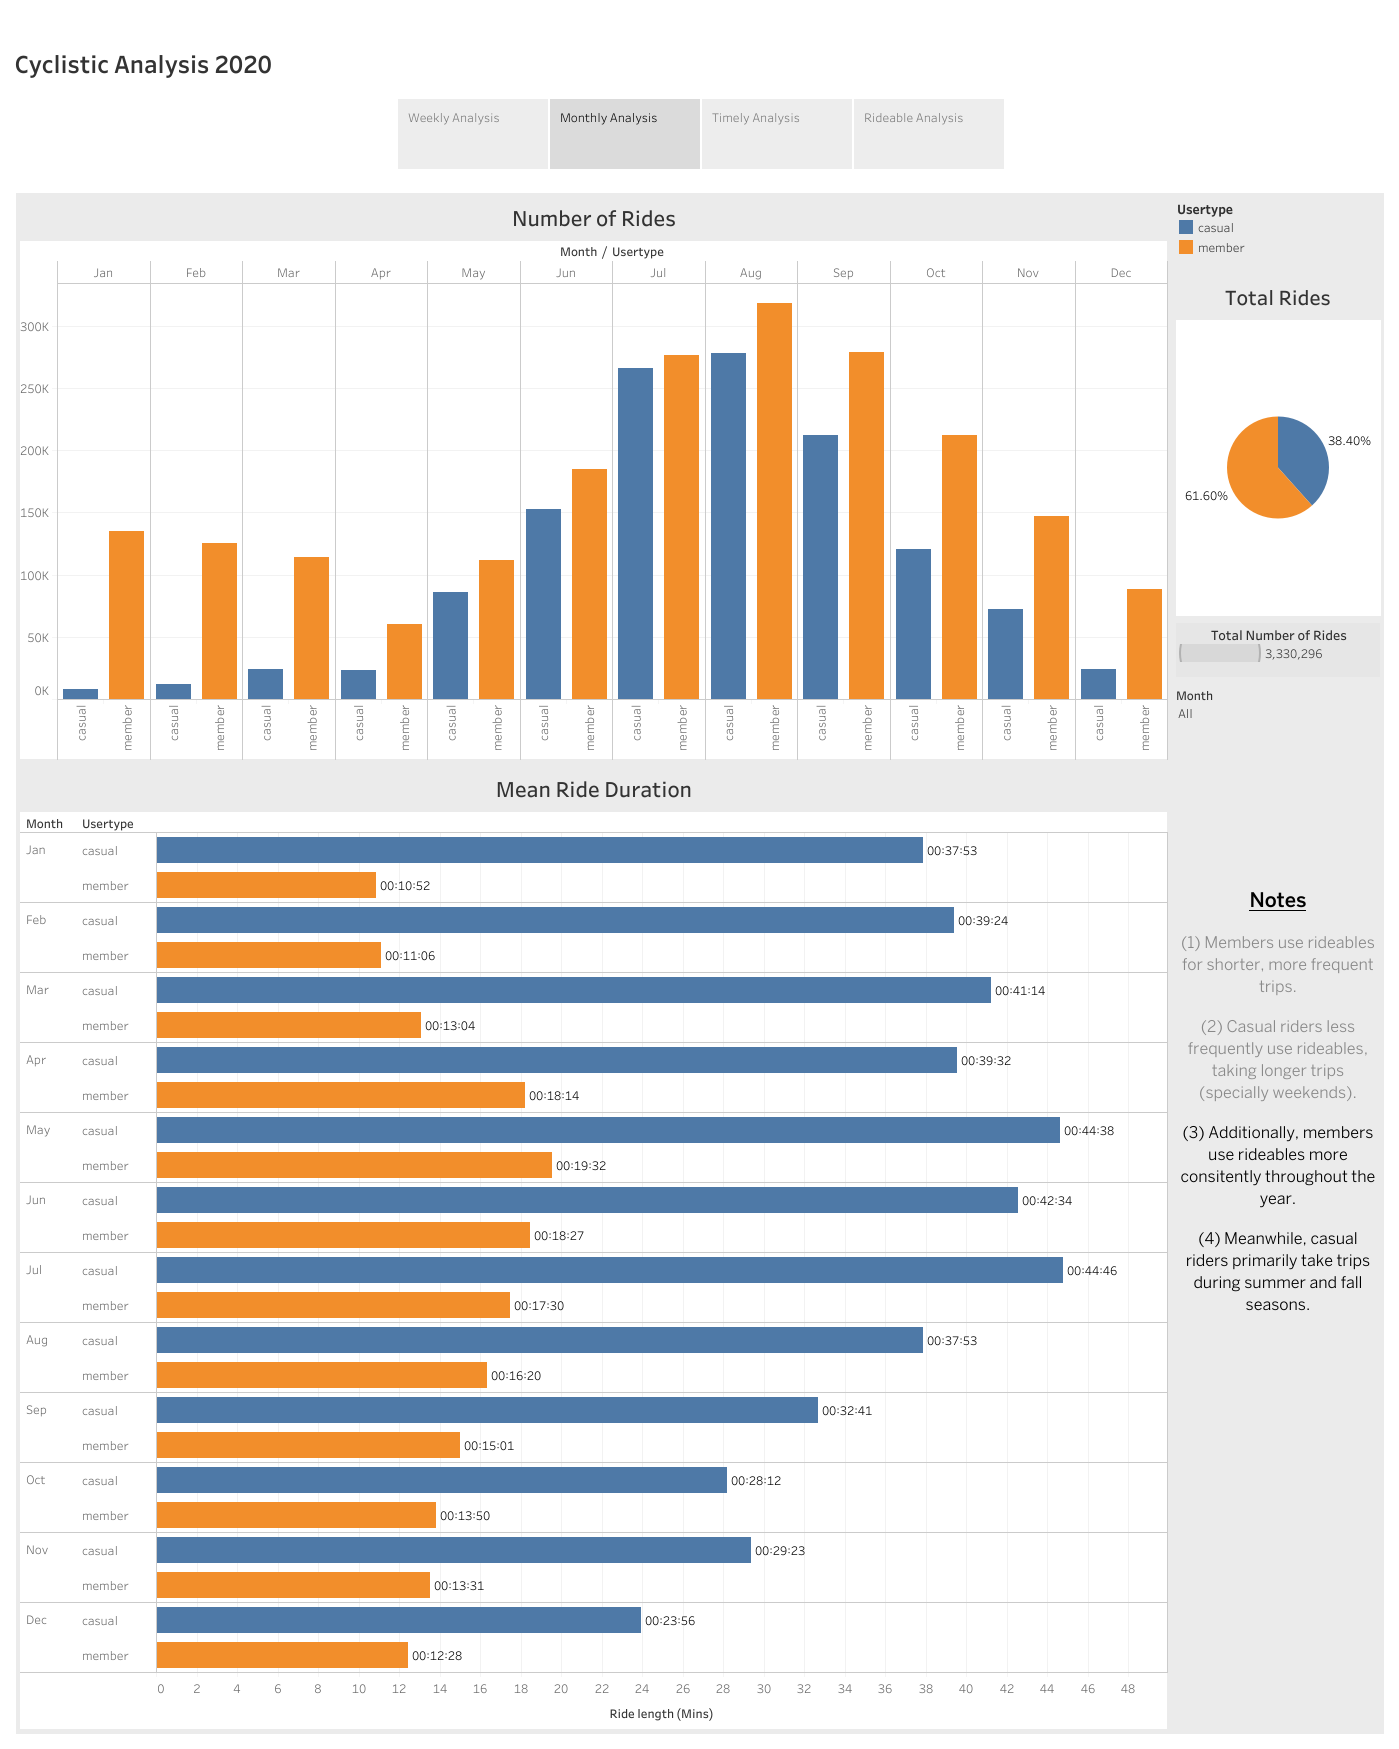 Cyclistic Analysis 2020
Weekly Analysis
Monthly Analysis
Timely Analysis
Rideable Analysis
Number of Rides
Month / Usertype
Jan Feb Mar Apr May Jun Jul Aug Sep Oct Nov Dec
300K
250K
200K
150K
100K
50K
0K
casual member casual member casual member casual member casual member casual member casual member casual member casual member casual member casual member casual member
Usertype
casual
member
Total Rides
38.40%
61.60%
Total Number of Rides
3,330,296
Month
All
Mean Ride Duration
Month Usertype
Jan casual 00:37:53
member 00:10:52
Feb casual 00:39:24
member 00:11:06
Mar casual 00:41:14
member 00:13:04
Apr casual 00:39:32
member 00:18:14
May casual 00:44:38
member 00:19:32
Jun casual 00:42:34
member 00:18:27
Jul casual 00:44:46
member 00:17:30
Aug casual 00:37:53
member 00:16:20
Sep casual 00:32:41
member 00:15:01
Oct casual 00:28:12
member 00:13:50
Nov casual 00:29:23
member 00:13:31
Dec casual 00:23:56
member 00:12:28
0 2 4 6 8 10 12 14 16 18 20 22 24 26 28 30 32 34 36 38 40 42 44 46 48
Ride length (Mins)
Notes
(1) Members use rideables
for shorter, more frequent
trips.
(2) Casual riders less
frequently use rideables,
taking longer trips
(specially weekends).
(3) Additionally, members
use rideables more
consitently throughout the
year.
(4) Meanwhile, casual
riders primarily take trips
during summer and fall
seasons.